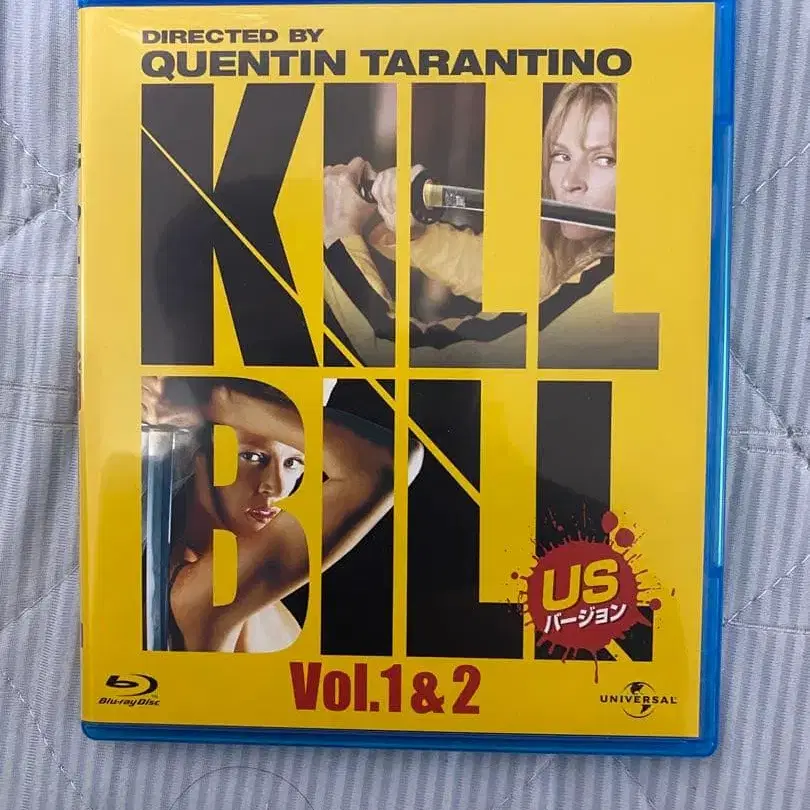 DIRECTED BY
QUENTIN TARANTINO
KILL
BILL
US
バージョン
Vol.1 & 2
Blu-ray Disc
UNIVERSAL